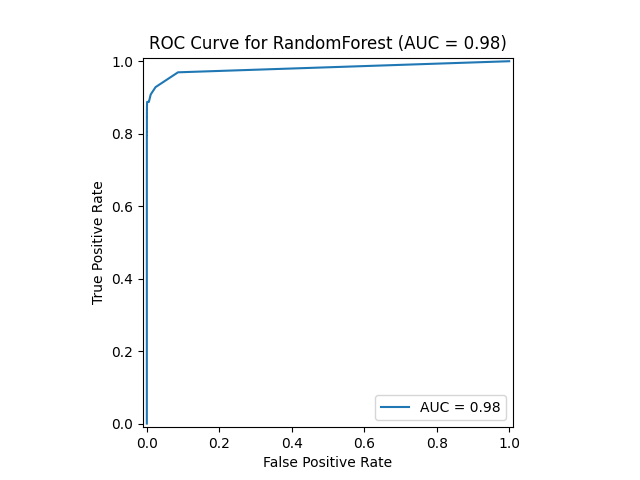 ROC Curve for RandomForest (AUC = 0.98)
1.0
0.8
0.6
0.4
0.2
0.0
True Positive Rate
AUC = 0.98
0.0 0.2 0.4 0.6 0.8 1.0
False Positive Rate